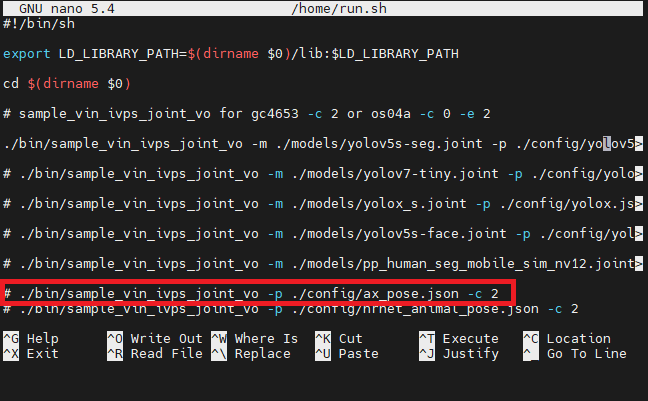 GNU nano 5.4 /home/run.sh
#!/bin/sh
export LD_LIBRARY_PATH=$(dirname $0)/lib:$LD_LIBRARY_PATH
cd $(dirname $0)
# sample_vin_ivps_joint_vo for gc4653 -c 2 or os04a -c 0 -e 2
./bin/sample_vin_ivps_joint_vo -m ./models/yolov5s-seg.joint -p ./config/yolov5>
# ./bin/sample_vin_ivps_joint_vo -m ./models/yolov7-tiny.joint -p ./config/yolo>
# ./bin/sample_vin_ivps_joint_vo -m ./models/yolox_s.joint -p ./config/yolox.js>
# ./bin/sample_vin_ivps_joint_vo -m ./models/yolov5s-face.joint -p ./config/yol>
# ./bin/sample_vin_ivps_joint_vo -m ./models/pp_human_seg_mobile_sim_nv12.joint>
# ./bin/sample_vin_ivps_joint_vo -p ./config/ax_pose.json -c 2
# ./bin/sample_vin_ivps_joint_vo -p ./config/hrnet_animal_pose.json -c 2
^G Help ^O Write Out ^W Where Is ^K Cut ^T Execute ^C Location
^X Exit ^R Read File ^\ Replace ^U Paste ^J Justify ^_ Go To Line